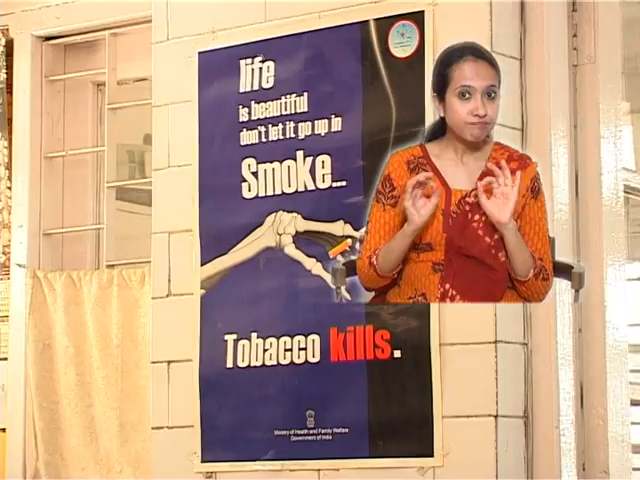 life
is beautiful
don't let it go up in
Smoke...
Tobacco kills.
Ministry of Health and Family Welfare
Government of India